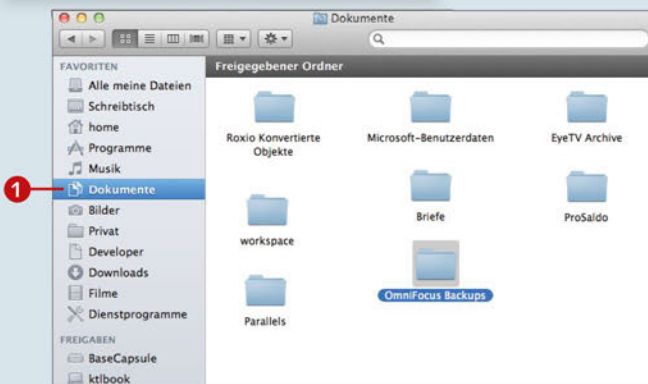 Dokumente
FAVORITEN
Alle meine Dateien
Schreibtisch
home
Programme
Musik
1
Dokumente
Bilder
Privat
Developer
Downloads
Filme
Dienstprogramme
FREIGABEN
BaseCapsule
ktlbook
Freigegebener Ordner
Roxio Konvertierte
Objekte
Microsoft-Benutzerdaten
EyeTV Archive
workspace
Briefe
ProSaldo
Parallels
OmniFocus Backups